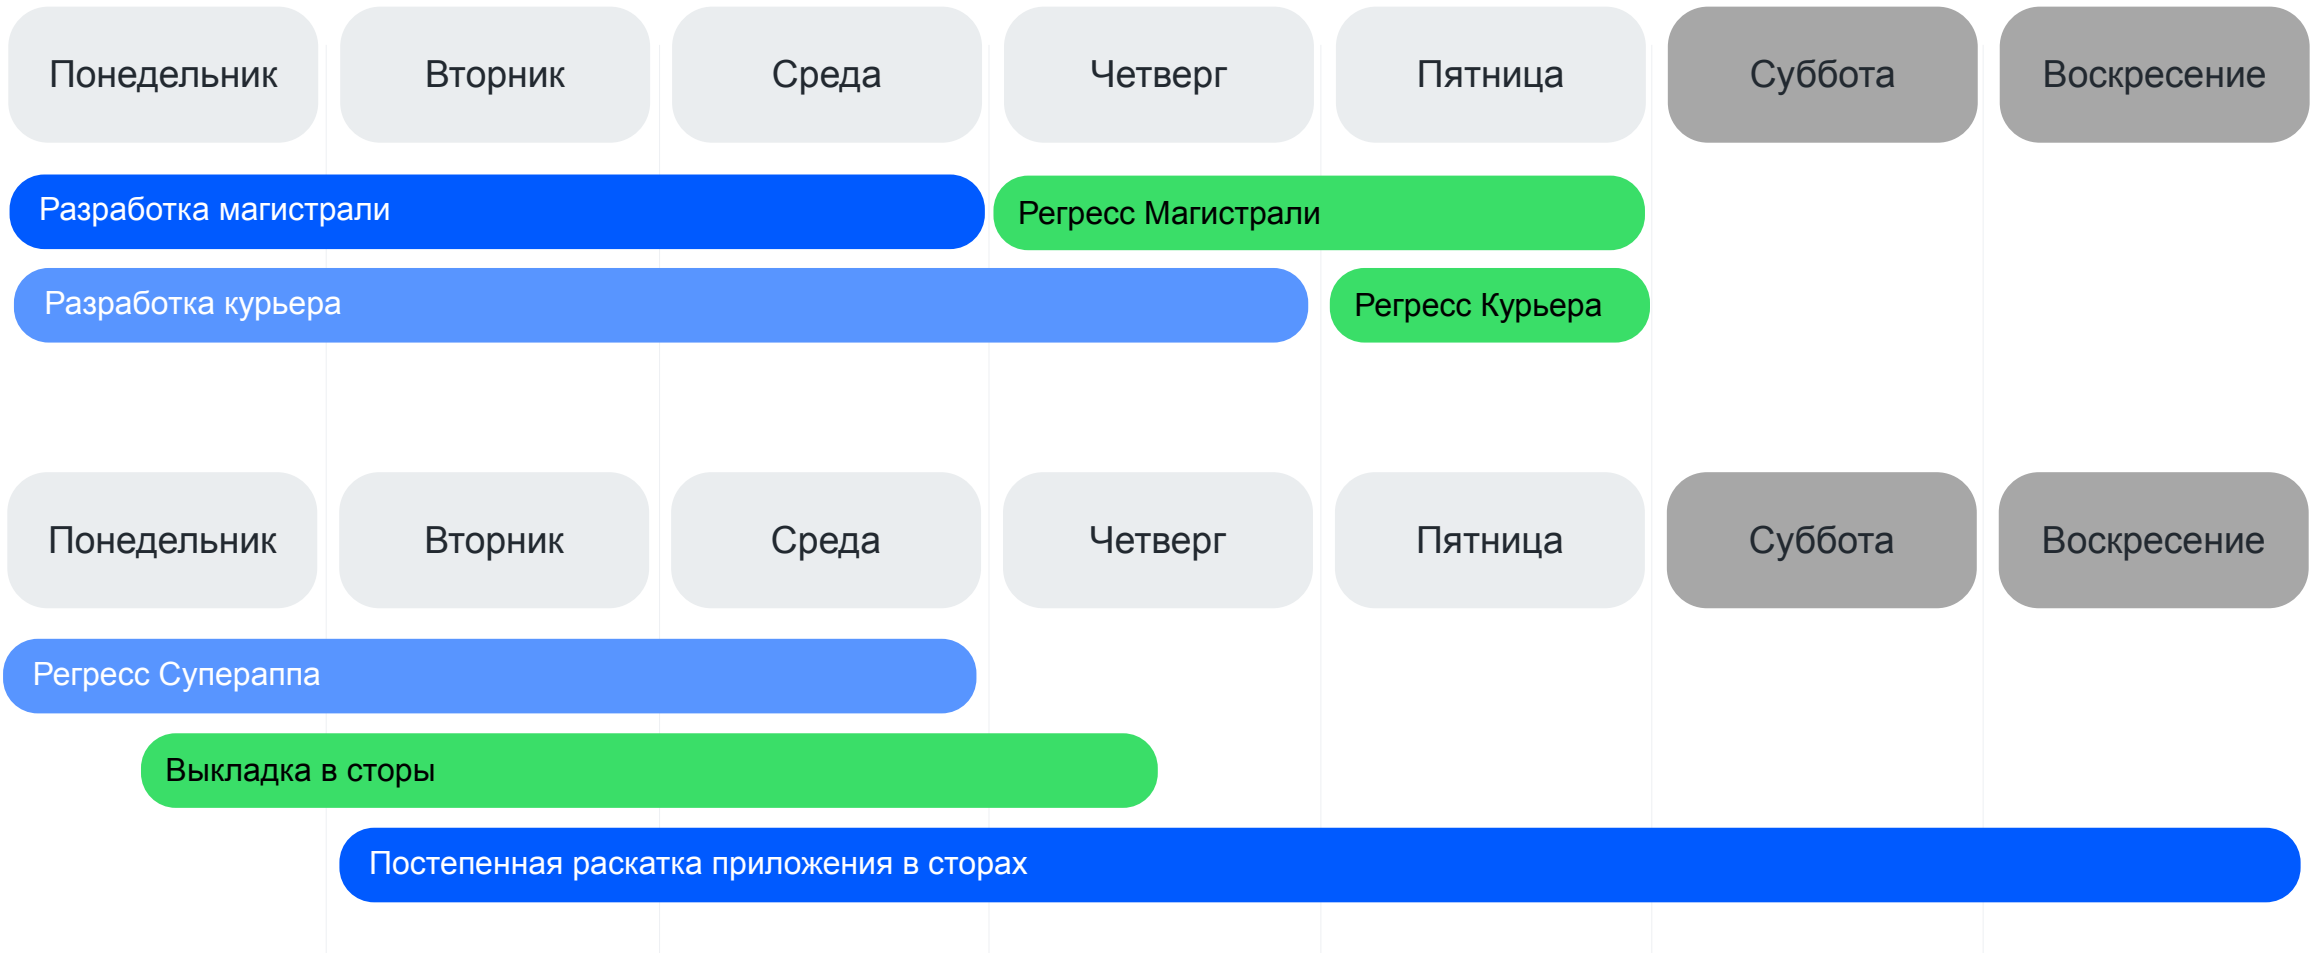 Понедельник
Вторник
Среда
Четверг
Пятница
Суббота
Воскресение
Разработка магистрали
Регресс Магистрали
Разработка курьера
Регресс Курьера
Понедельник
Вторник
Среда
Четверг
Пятница
Суббота
Воскресение
Регресс Супераппа
Выкладка в сторы
Постепенная раскатка приложения в сторах